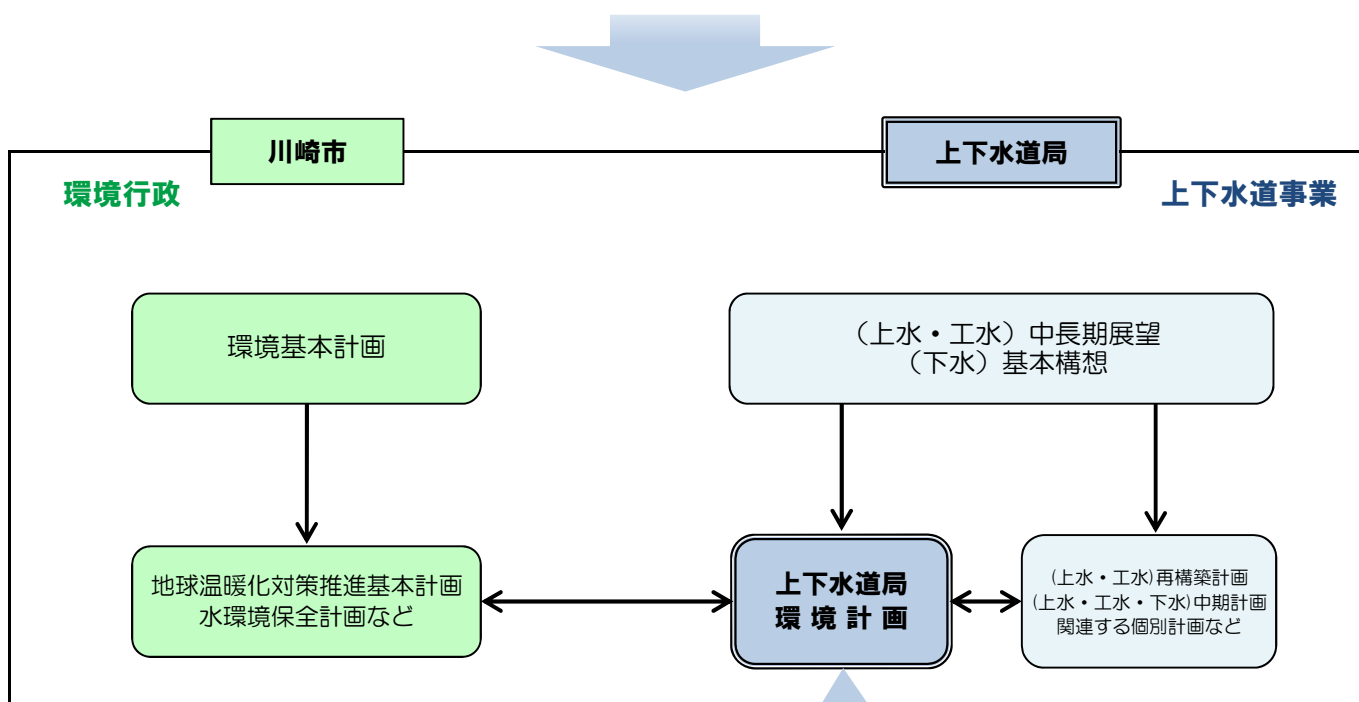 川崎市
上下水道局
環境行政
上下水道事業
環境基本計画
（上水・工水）中長期展望
（下水）基本構想
地球温暖化対策推進基本計画
水環境保全計画など
上下水道局
環 境 計 画
(上水・工水)再構築計画
(上水・工水・下水)中期計画
関連する個別計画など